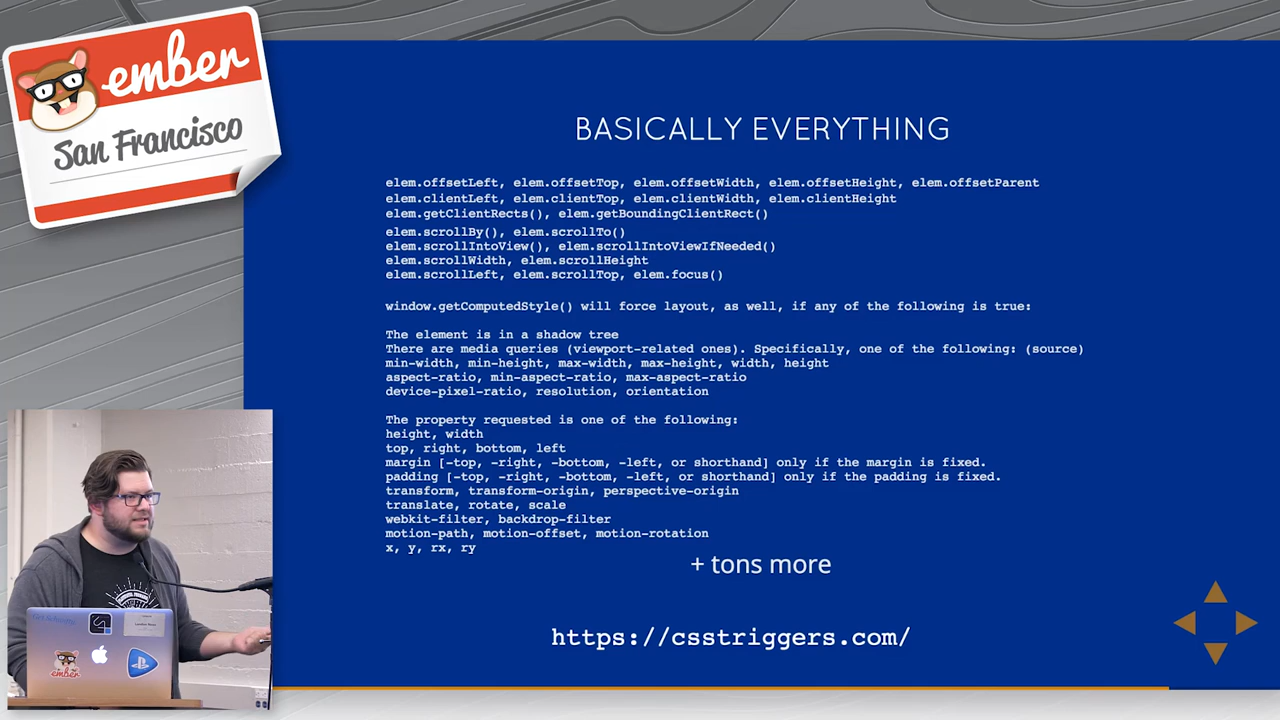 ember
San Francisco
BASICALLY EVERYTHING
elem.offsetLeft, elem.offsetTop, elem.offsetWidth, elem.offsetHeight, elem.offsetParent
elem.clientLeft, elem.clientTop, elem.clientWidth, elem.clientHeight
elem.getClientRects(), elem.getBoundingClientRect()
elem.scrollBy(), elem.scrollTo()
elem.scrollIntoView(), elem.scrollIntoViewIfNeeded()
elem.scrollWidth, elem.scrollHeight
elem.scrollLeft, elem.scrollTop, elem.focus()
window.getComputedStyle() will force layout, as well, if any of the following is true:
The element is in a shadow tree
There are media queries (viewport-related ones). Specifically, one of the following: (source)
min-width, min-height, max-width, max-height, width, height
aspect-ratio, min-aspect-ratio, max-aspect-ratio
device-pixel-ratio, resolution, orientation
The property requested is one of the following:
height, width
top, right, bottom, left
margin [-top, -right, -bottom, -left, or shorthand] only if the margin is fixed.
padding [-top, -right, -bottom, -left, or shorthand] only if the padding is fixed.
transform, transform-origin, perspective-origin
translate, rotate, scale
webkit-filter, backdrop-filter
motion-path, motion-offset, motion-rotation
x, y, rx, ry
+ tons more
https://csstriggers.com/
ember